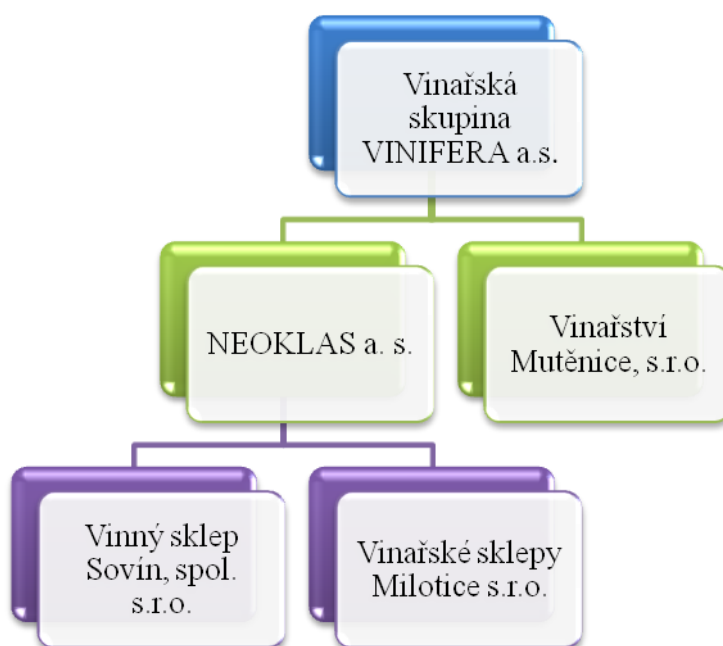 Vinařská
skupina
VINIFERA a.s.
NEOKLAS a. s.
Vinařství
Mutěnice, s.r.o.
Vinný sklep
Sovín, spol.
s.r.o.
Vinařské sklepy
Milotice s.r.o.